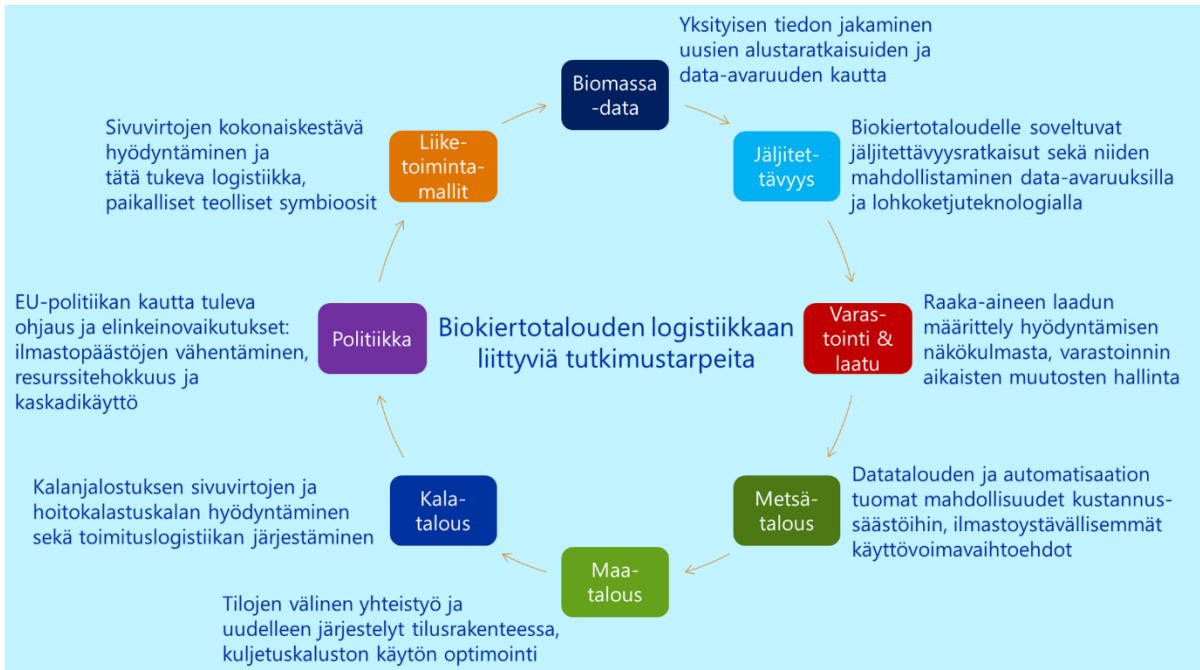 Yksityisen tiedon jakaminen
uusien alustaratkaisuiden ja
data-avaruuden kautta
Biomassa
-data
Sivuvirtojen kokonaiskestävä
hyödyntäminen ja
tätä tukeva logistiikka,
paikalliset teolliset symbioosit
Liike-
toiminta-
mallit
Jäljitet-
tävyys
Biokiertotaloudelle soveltuvat
jäljitettävyysratkaisut sekä niiden
mahdollistaminen data-avaruuksilla
ja lohkoketjuteknologialla
EU-politiikan kautta tuleva
ohjaus ja elinkeinovaikutukset:
ilmastopäästöjen vähentäminen,
resurssitehokkuus ja
kaskadikäyttö
Politiikka
Biokiertotalouden logistiikkaan
liittyviä tutkimustarpeita
Varas-
tointi &
laatu
Raaka-aineen laadun
määrittely hyödyntämisen
näkökulmasta, varastoinnin
aikaisten muutosten hallinta
Kalanjalostuksen sivuvirtojen ja
hoitokalastuskalan hyödyntäminen
sekä toimituslogistiikan järjestäminen
Kala-
talous
Metsä-
talous
Datatalouden ja automatisaation
tuomat mahdollisuudet kustannus-
säästöihin, ilmastoystävällisemmät
käyttövoimavaihtoehdot
Maa-
talous
Tilojen välinen yhteistyö ja
uudelleen järjestelyt tilusrakenteessa,
kuljetuskaluston käytön optimointi